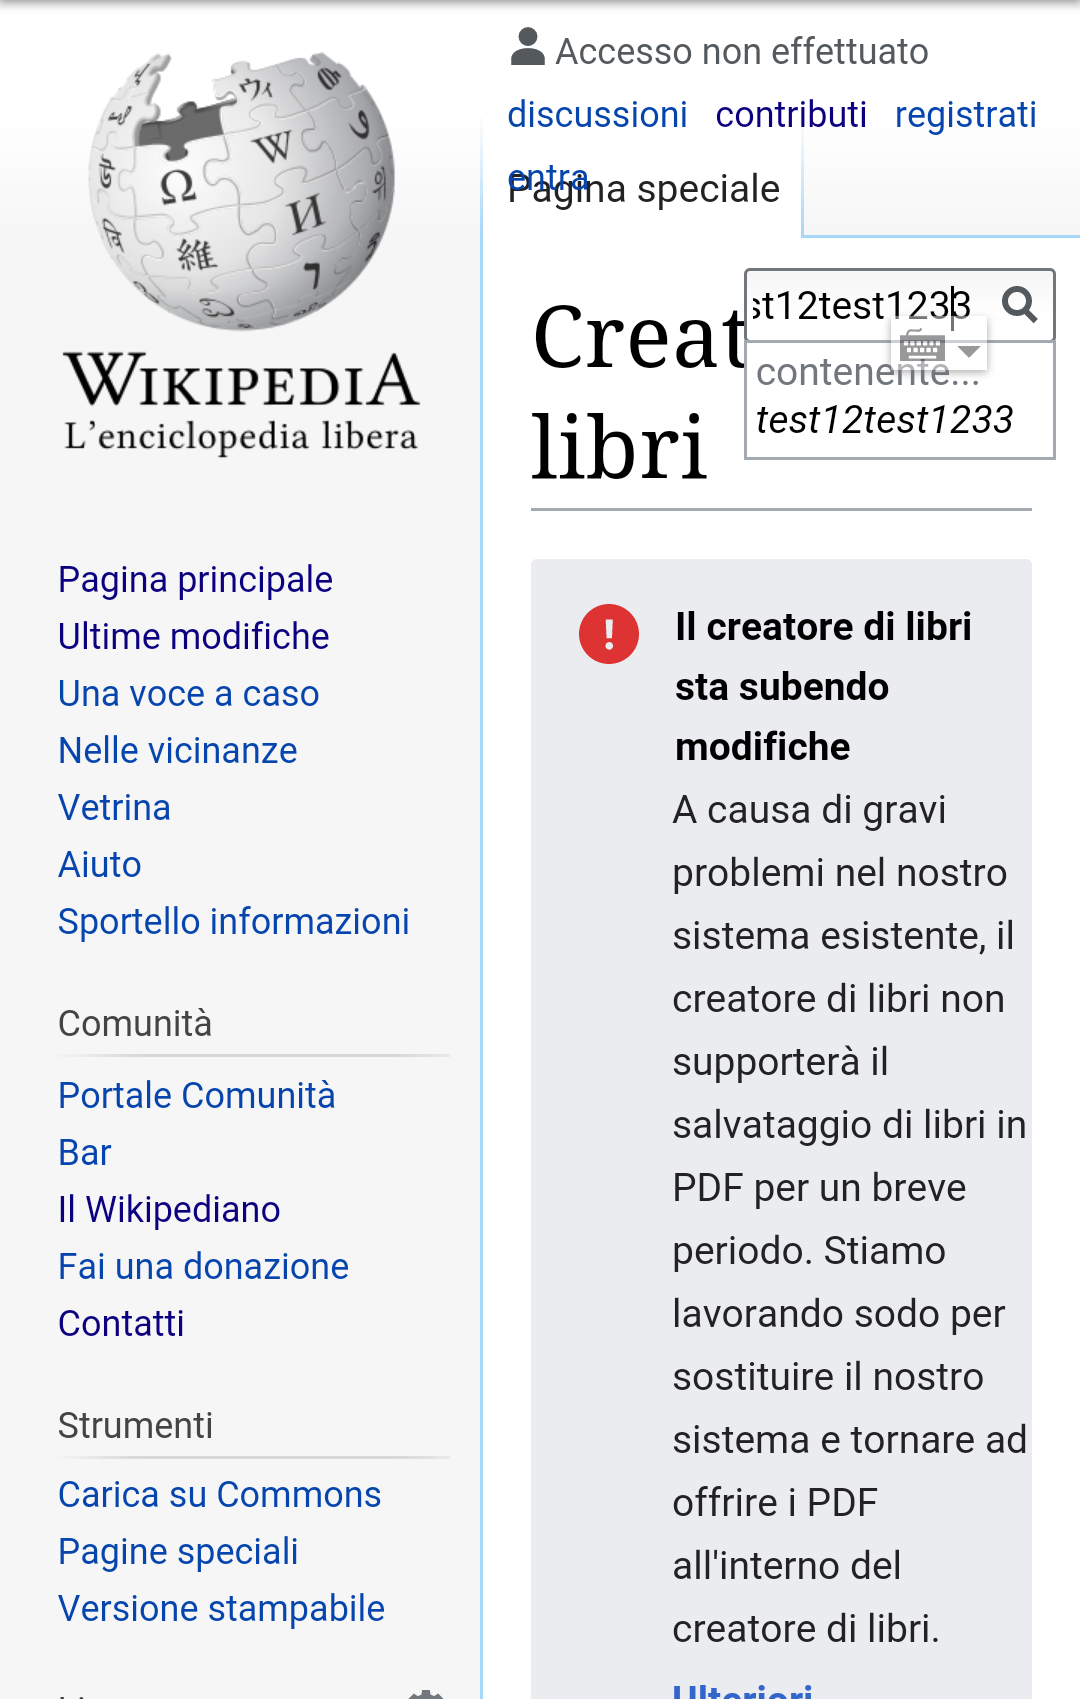 WIKIPEDIA
L'enciclopedia libera
Pagina principale
Ultime modifiche
Una voce a caso
Nelle vicinanze
Vetrina
Aiuto
Sportello informazioni
Comunità
Portale Comunità
Bar
Il Wikipediano
Fai una donazione
Contatti
Strumenti
Carica su Commons
Pagine speciali
Versione stampabile
Accesso non effettuato
discussioni contributi registrati
entra
Pagina speciale
st12test1233
contenente...
test12test1233
Creat
libri
Il creatore di libri
sta subendo
modifiche
A causa di gravi
problemi nel nostro
sistema esistente, il
creatore di libri non
supporterà il
salvataggio di libri in
PDF per un breve
periodo. Stiamo
lavorando sodo per
sostituire il nostro
sistema e tornare ad
offrire i PDF
all'interno del
creatore di libri.
Ulteriori